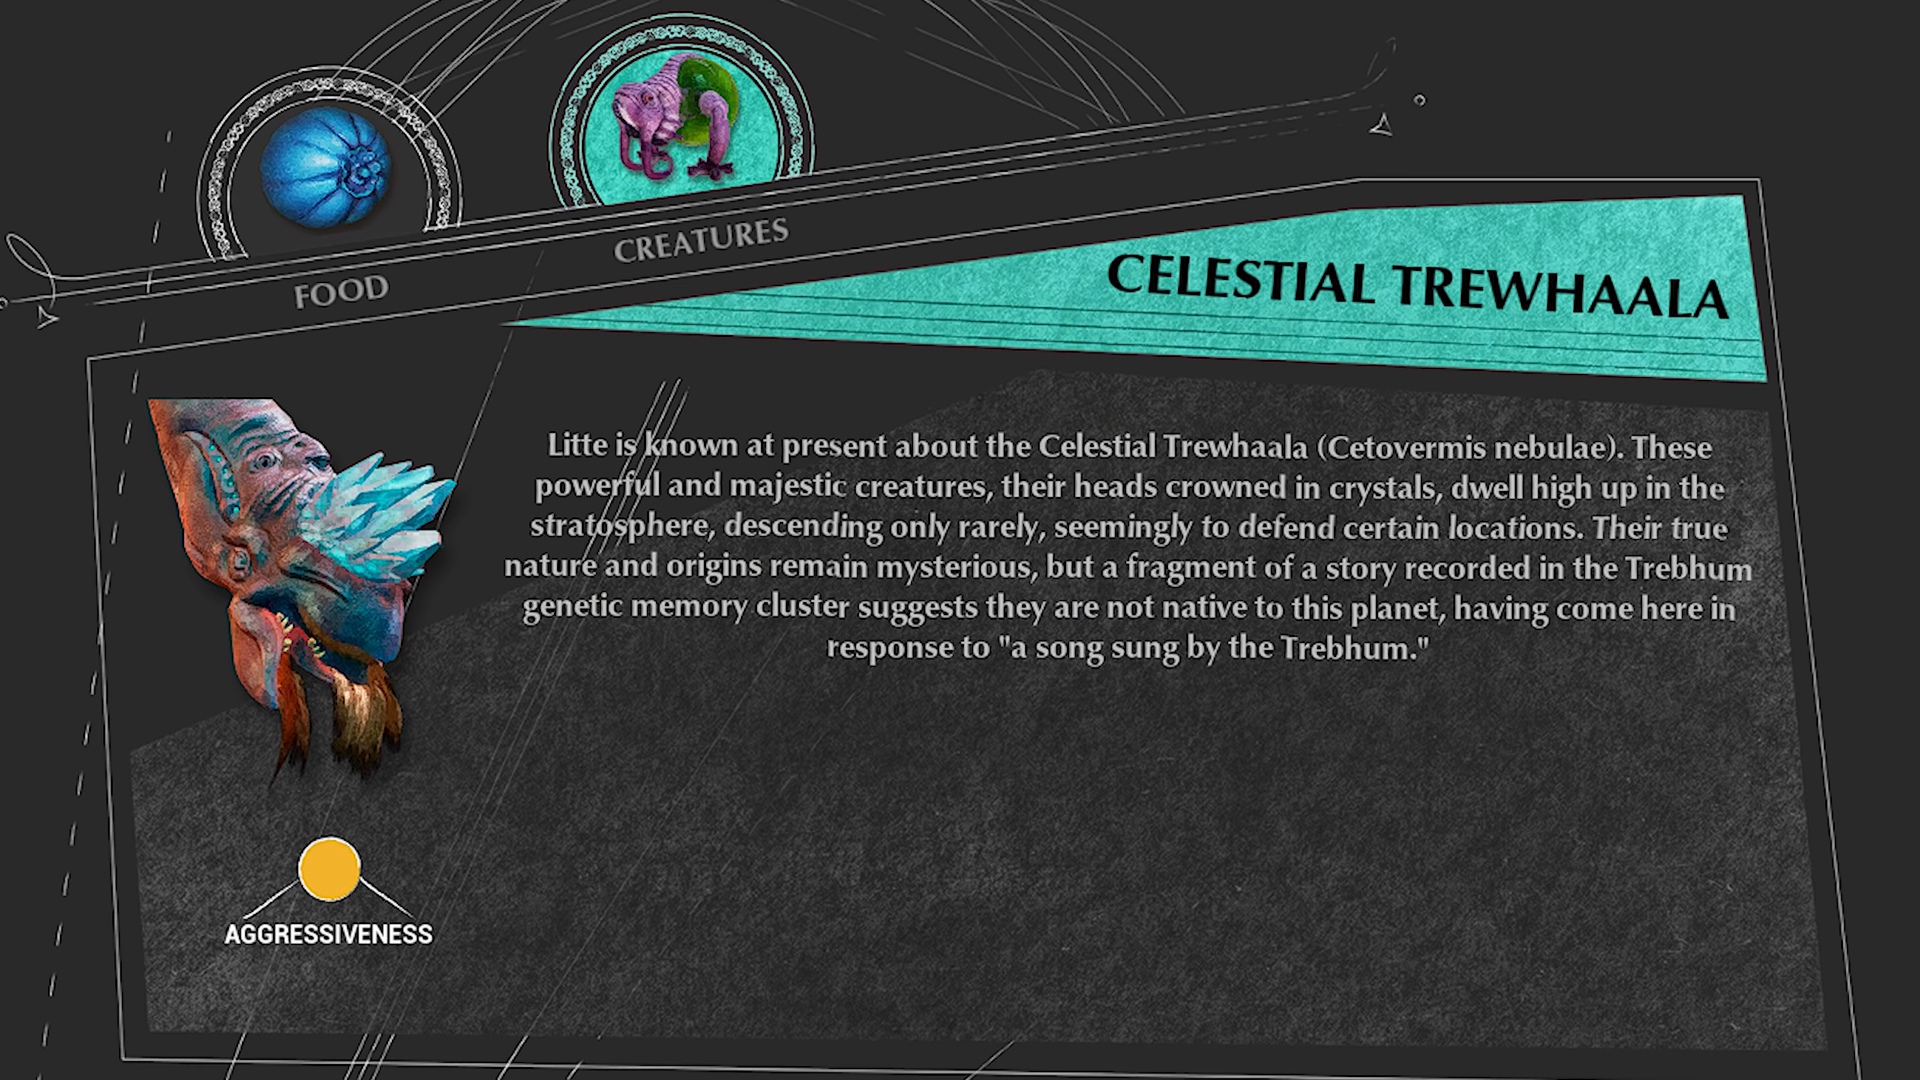 FOOD
CREATURES
CELESTIAL TREWHAALA
Litte is known at present about the Celestial Trewhaala (Cetovermis nebulae). These
powerful and majestic creatures, their heads crowned in crystals, dwell high up in the
stratosphere, descending only rarely, seemingly to defend certain locations. Their true
nature and origins remain mysterious, but a fragment of a story recorded in the Trebhum
genetic memory cluster suggests they are not native to this planet, having come here in
response to "a song sung by the Trebhum."
AGGRESSIVENESS